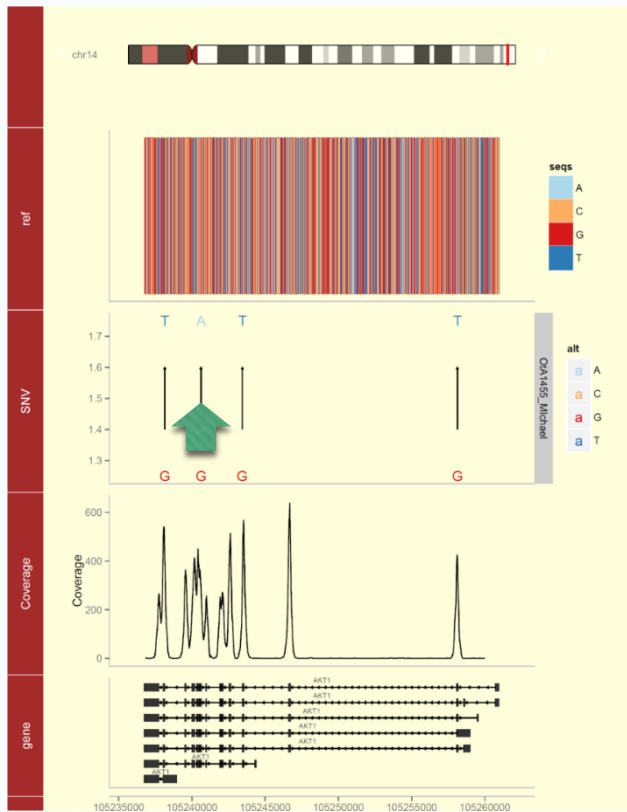 chr14
ref
seqs
A
C
G
T
SNV
1.7
1.6
1.5
1.4
1.3
T A T T
G G G G
OtA1455_Michael
alt
a A
a C
a G
a T
Coverage
Coverage
600
400
200
0
gene
AKT1
AKT1
AKT1
AKT1
AKT1
AKT1
AKT1
105235000 105240000 105245000 105250000 105255000 105260000